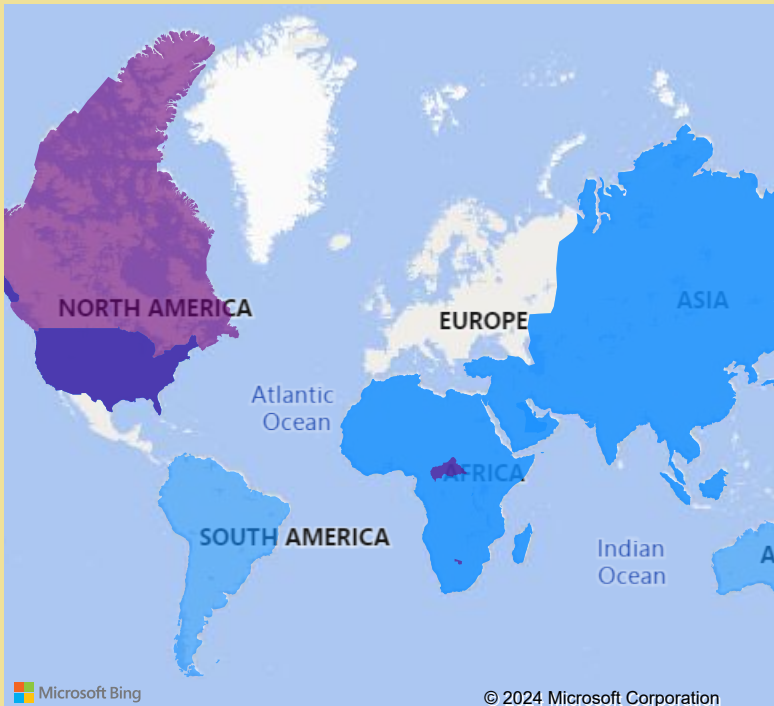 NORTH AMERICA
EUROPE
ASIA
Atlantic
Ocean
AFRICA
SOUTH AMERICA
Indian
Ocean
A
Microsoft Bing
© 2024 Microsoft Corporation